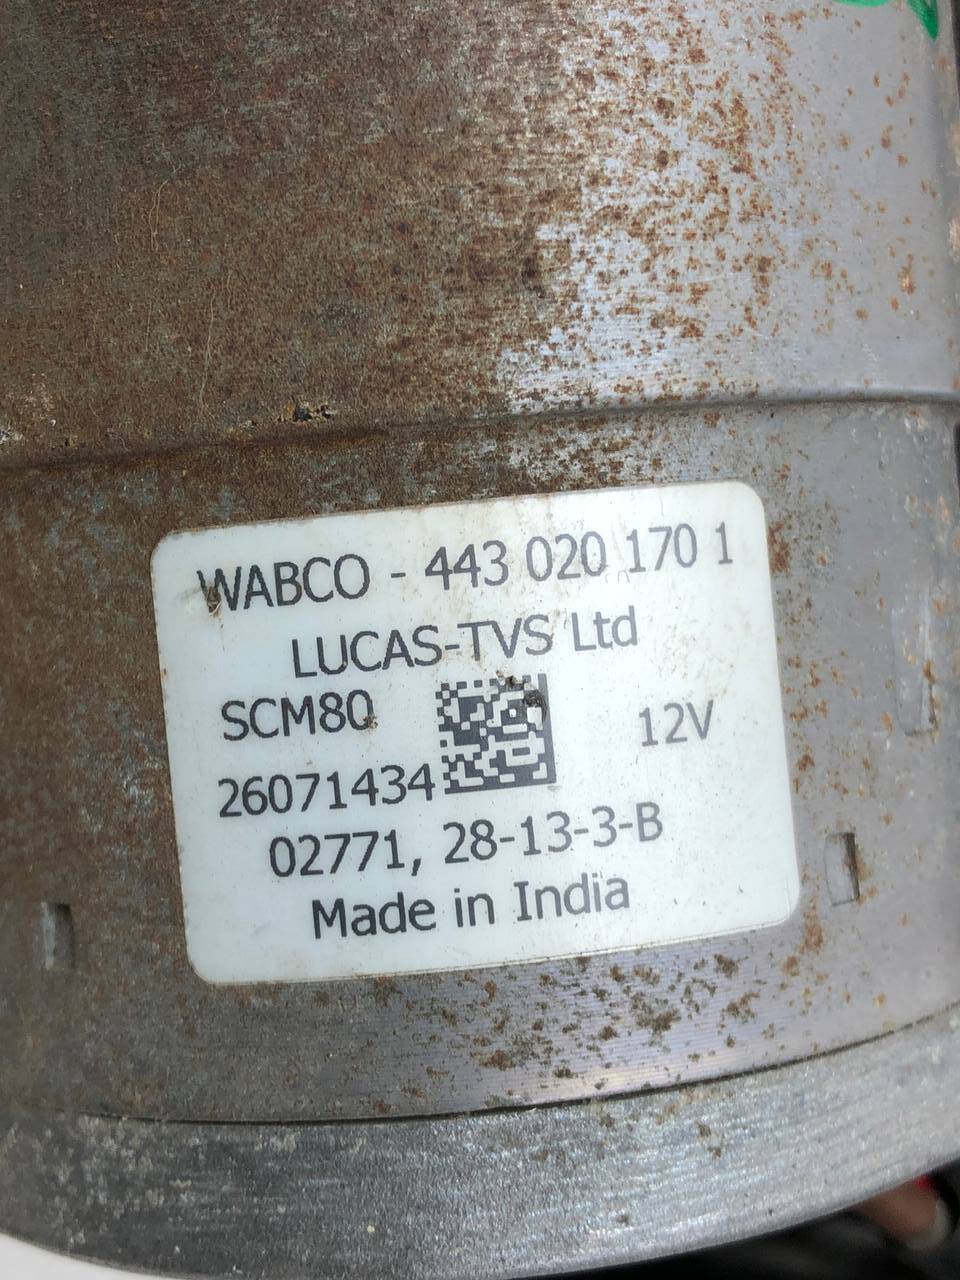 WABCO - 443 020 170 1
LUCAS-TVS Ltd
SCM80
12V
26071434
02771, 28-13-3-B
Made in India